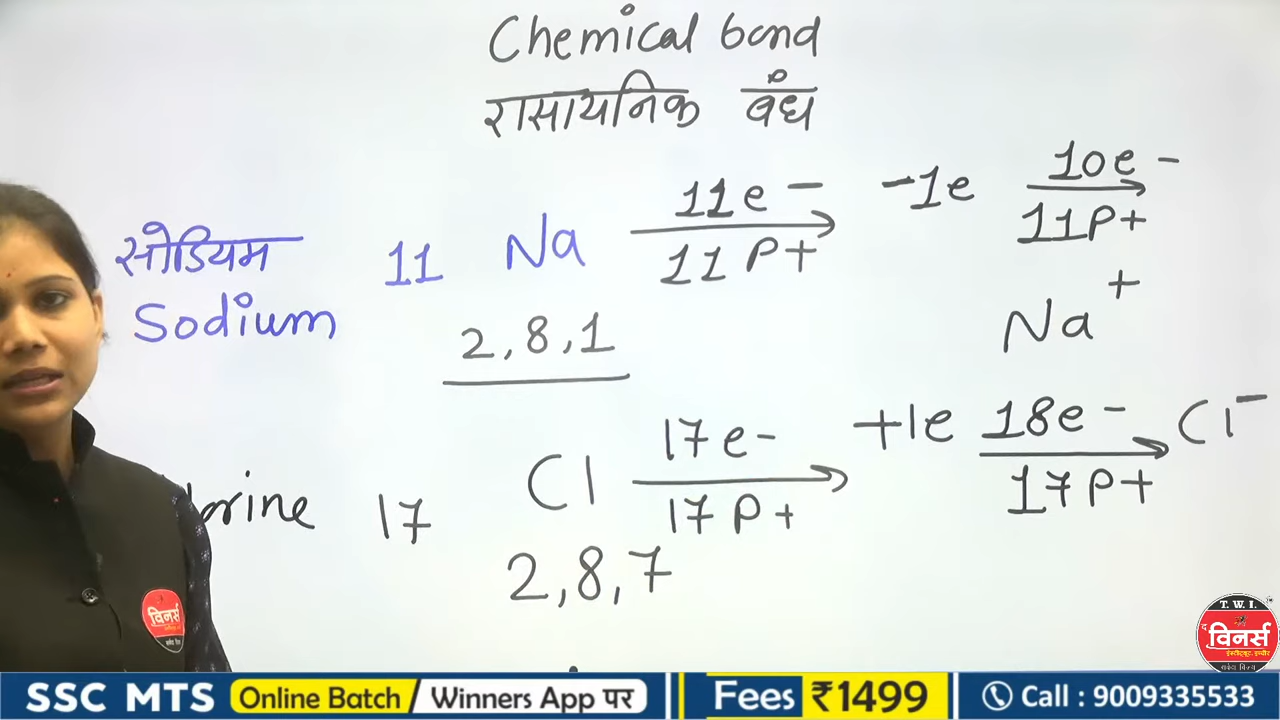 Chemical bond
रासायनिक बंध
सोडियम 11 Na 11e- -1e 10e-
11P+ 11P+
Sodium 2,8,1 Na+
Cl 17e- +1e 18e- Cl-
17P+ 17P+
17
2,8,7
विनर्स
T.W.I.
द विनर्स
SSC MTS Online Batch / Winners App पर Fees ₹1499 Call : 9009335533